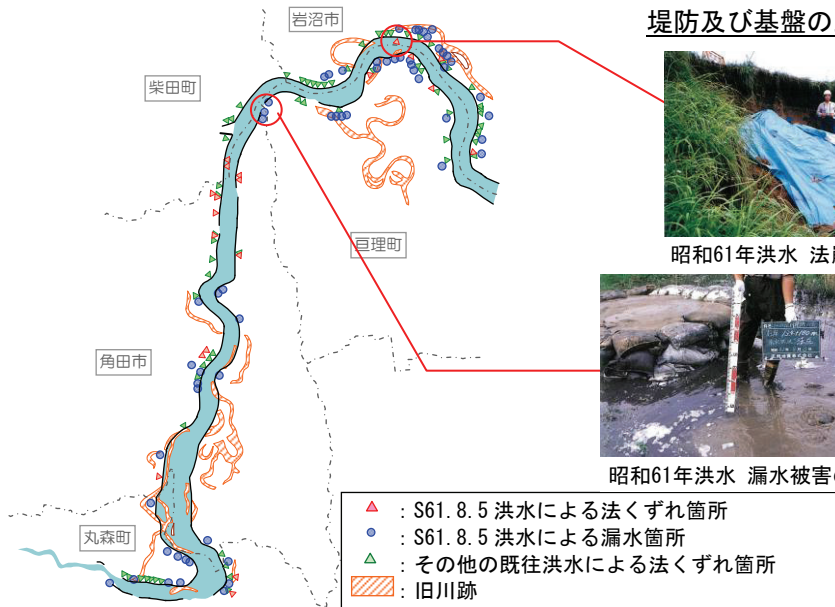 岩沼市
堤防及び基盤の
柴田町
亘理町
昭和61年洪水 法
角田市
昭和61年洪水 漏水被害
丸森町
: S61.8.5 洪水による法くずれ箇所
: S61.8.5 洪水による漏水箇所
: その他の既往洪水による法くずれ箇所
: 旧川跡